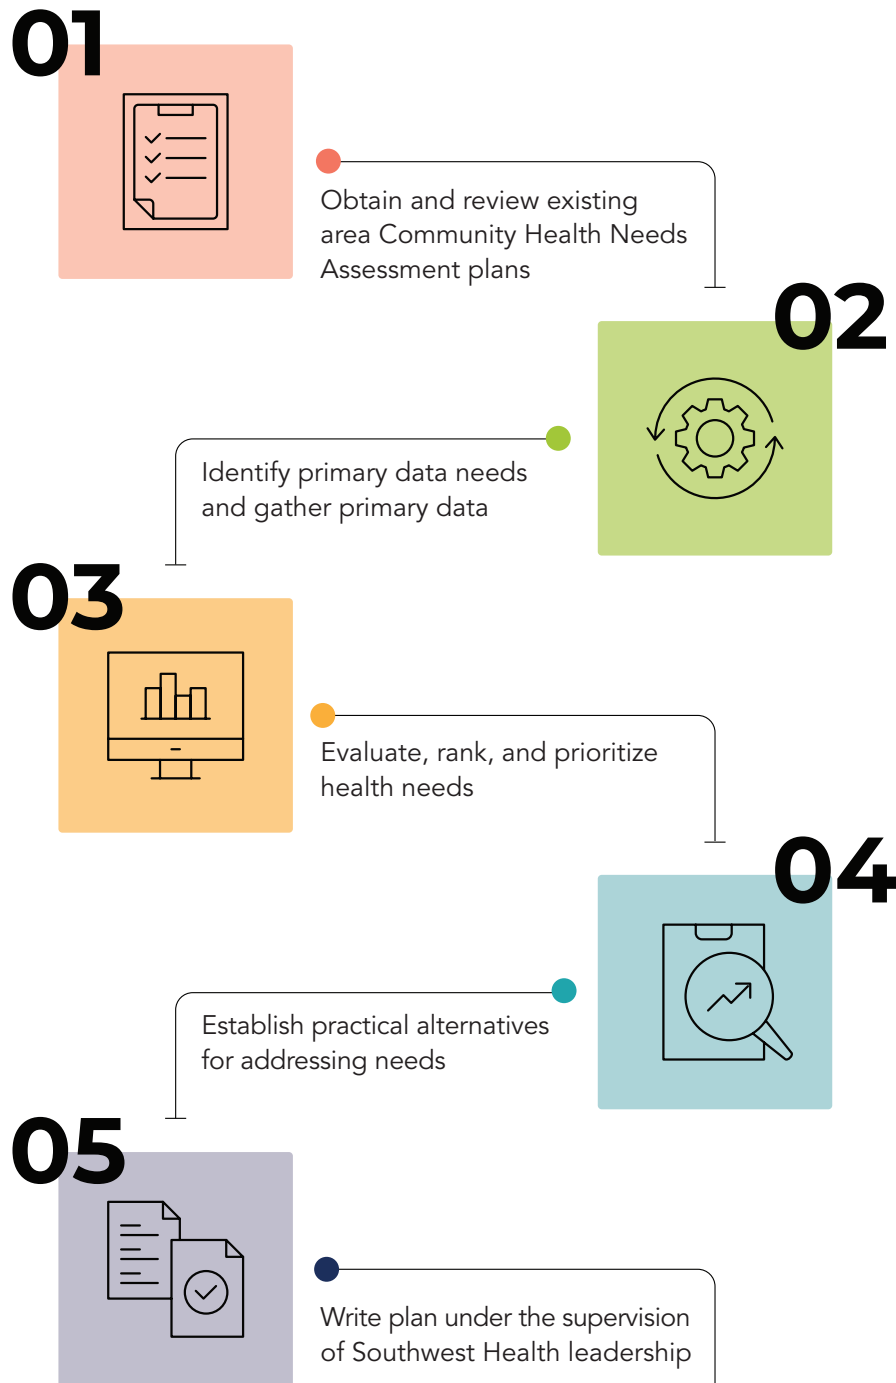 01
Obtain and review existing
area Community Health Needs
Assessment plans
02
Identify primary data needs
and gather primary data
03
Evaluate, rank, and prioritize
health needs
04
Establish practical alternatives
for addressing needs
05
Write plan under the supervision
of Southwest Health leadership